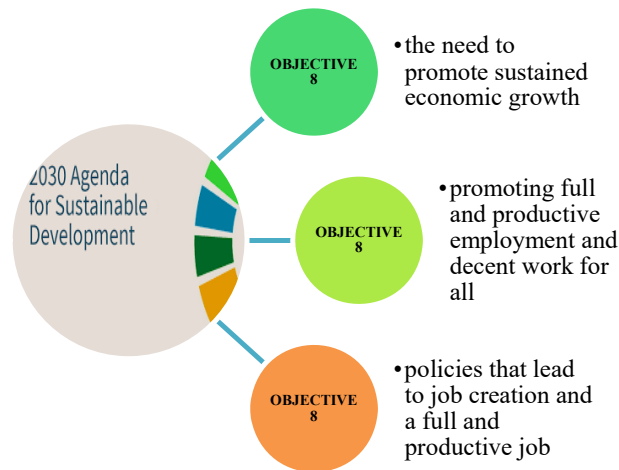 2030 Agenda
for Sustainable
Development
OBJECTIVE
8
•the need to
promote sustained
economic growth
OBJECTIVE
8
•promoting full
and productive
employment and
decent work for
all
OBJECTIVE
8
•policies that lead
to job creation and
a full and
productive job